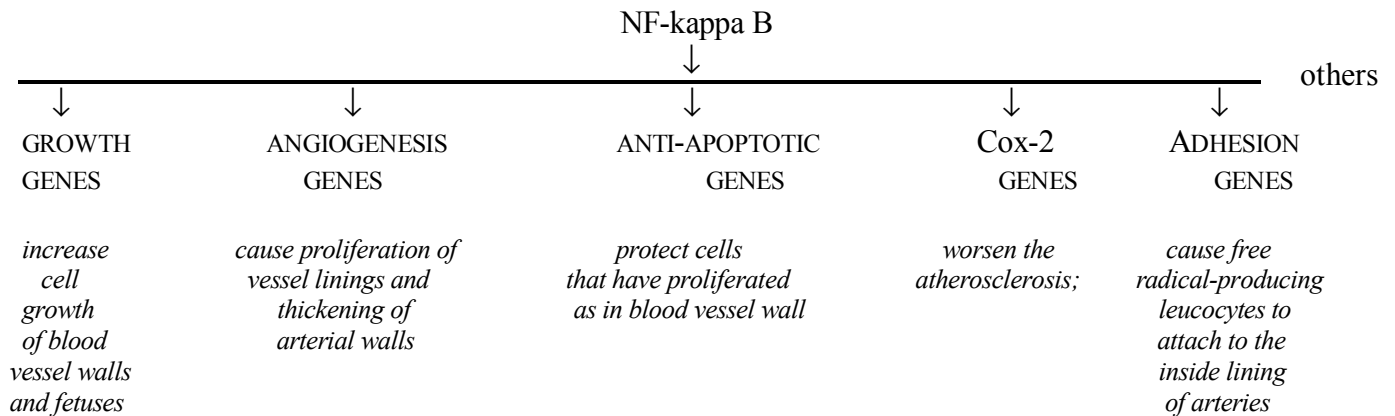 NF-kappa B
↓
others
↓ ↓ ↓ ↓ ↓
GROWTH ANGIOGENESIS ANTI-APOPTOTIC Cox-2 ADHESION
GENES GENES GENES GENES GENES
increase cause proliferation of protect cells worsen the cause free
cell vessel linings and that have proliferated atherosclerosis; radical-producing
growth thickening of as in blood vessel wall leucocytes to
of blood arterial walls attach to the
vessel walls inside lining
and fetuses of arteries